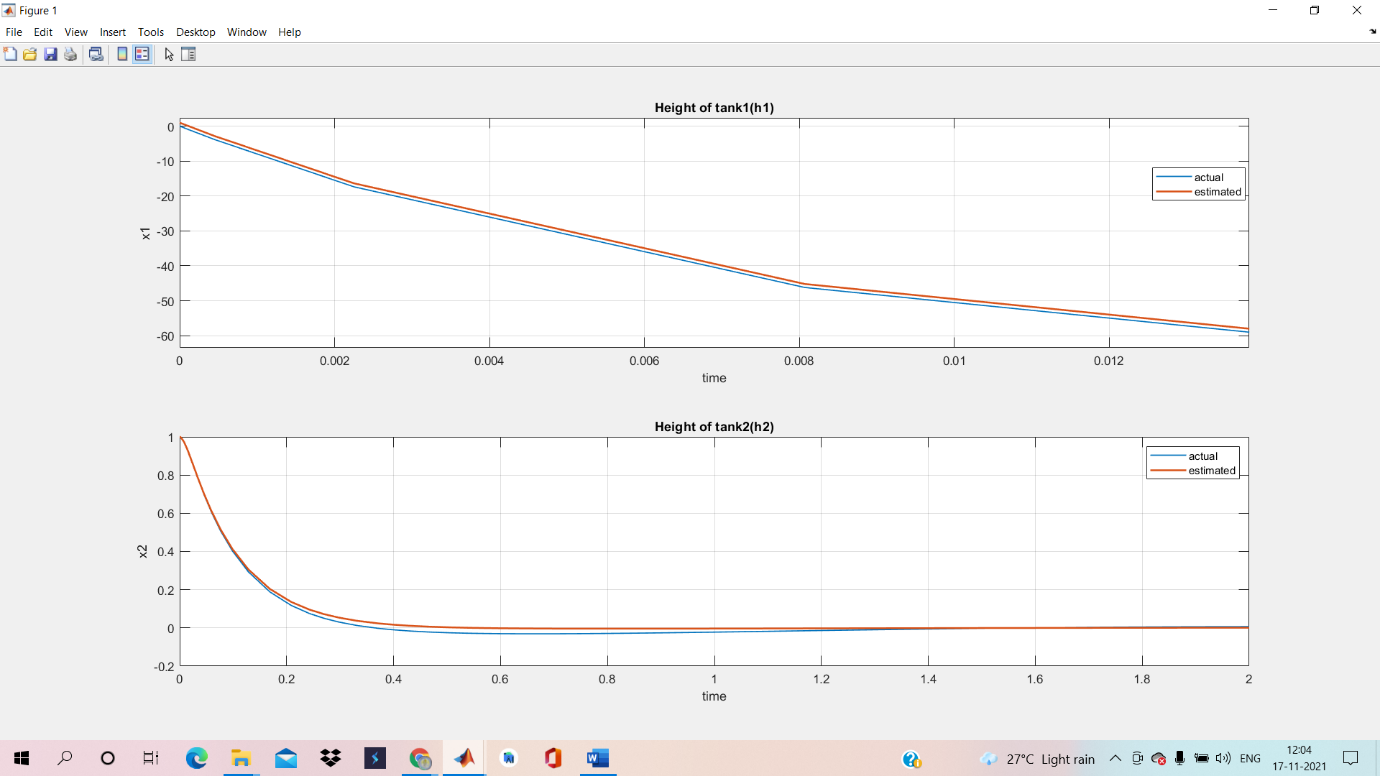 Figure 1
File Edit View Insert Tools Desktop Window Help
Height of tank1(h1)
0
-10
-20
-30
-40
-50
-60
x1
actual
estimated
0 0.002 0.004 0.006 0.008 0.01 0.012
time
Height of tank2(h2)
1
0.8
0.6
0.4
0.2
0
-0.2
x2
actual
estimated
0 0.2 0.4 0.6 0.8 1 1.2 1.4 1.6 1.8 2
time
27°C Light rain
ENG
12:04
17-11-2021